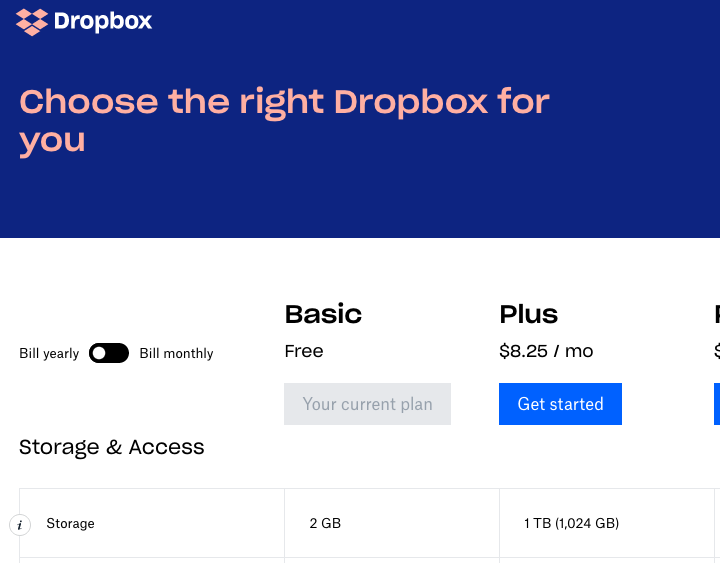 Dropbox
Choose the right Dropbox for
you
Basic
Plus
Bill yearly
Bill monthly
Free
$8.25 / mo
Your current plan
Get started
Storage & Access
i
Storage
2 GB
1 TB (1,024 GB)